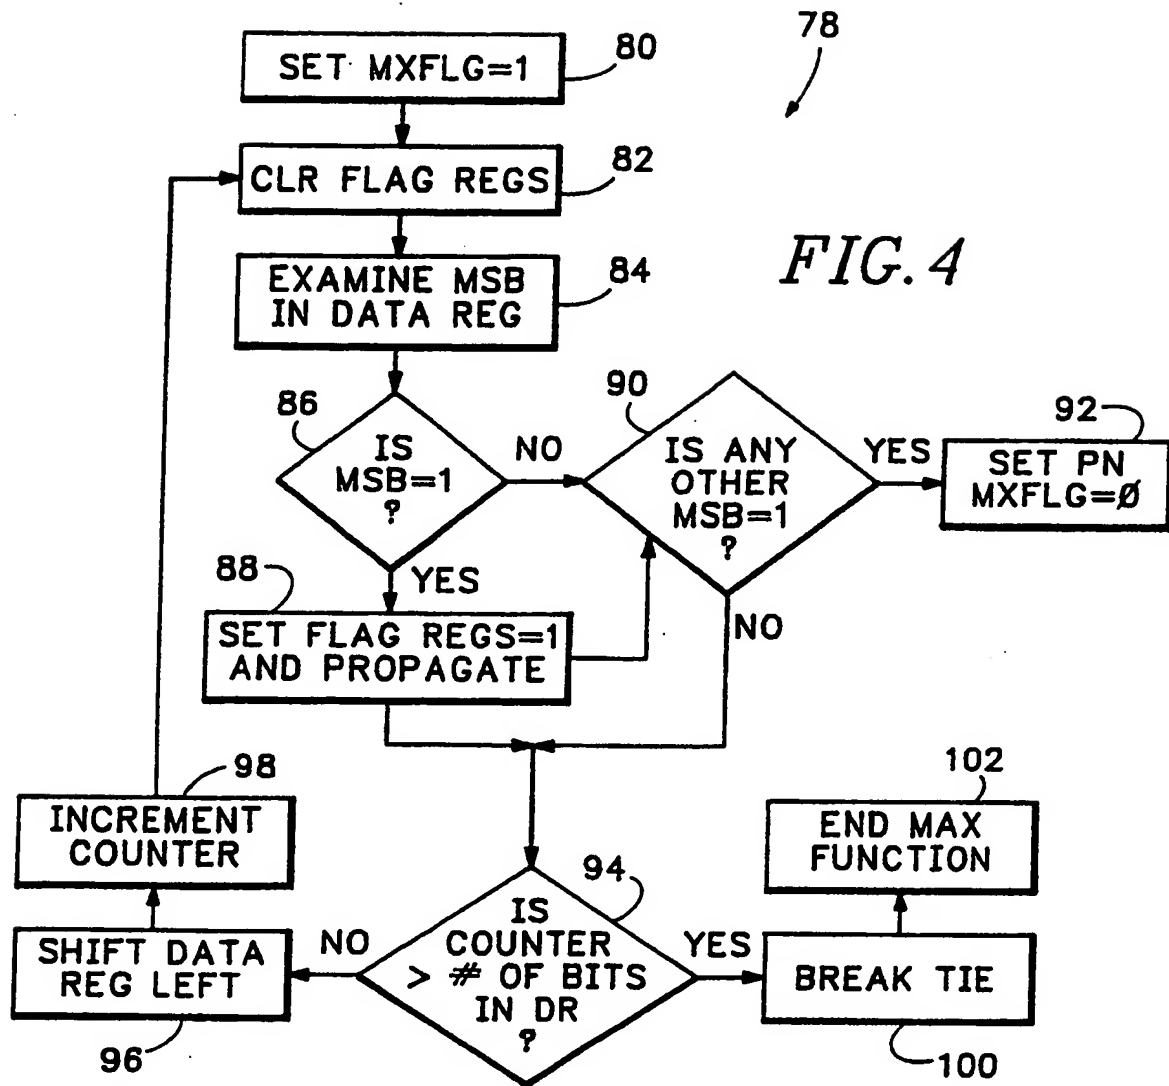 78
SET MXFLG=1
80
CLR FLAG REGS
82
FIG. 4
EXAMINE MSB
IN DATA REG
84
86
IS
MSB=1
?
NO
90
IS ANY
OTHER
MSB=1
?
YES
92
SET PN
MXFLG=Ø
YES
88
SET FLAG REGS=1
AND PROPAGATE
NO
98
INCREMENT
COUNTER
102
END MAX
FUNCTION
94
IS
COUNTER
> # OF BITS
IN DR
?
NO
SHIFT DATA
REG LEFT
96
YES
BREAK TIE
100